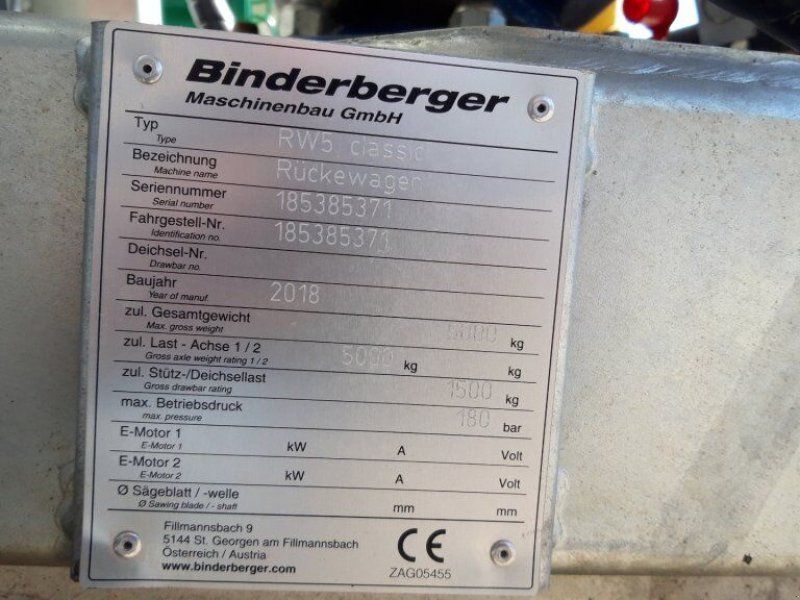 Binderberger
Maschinenbau GmbH
Typ RW5 classic
Type
Bezeichnung Rückewagen
Machine name
Seriennummer 185385371
Serial number
Fahrgestell-Nr. 185385371
Identification no.
Deichsel-Nr.
Drawbar no.
Baujahr 2018
Year of manuf.
zul. Gesamtgewicht kg
Max. gross weight
zul. Last - Achse 1 / 2 5000 kg kg
Gross axle weight rating 1 / 2
zul. Stütz-/Deichsellast 1500 kg
Gross drawbar rating
max. Betriebsdruck 180 bar
max. pressure
E-Motor 1 kW A Volt
E-Motor 1
E-Motor 2 kW A Volt
E-Motor 2
Ø Sägeblatt / -welle mm mm
Ø Sawing blade / - shaft
Fillmannsbach 9
5144 St. Georgen am Fillmannsbach
Österreich / Austria
www.binderberger.com
CE
ZAG05455